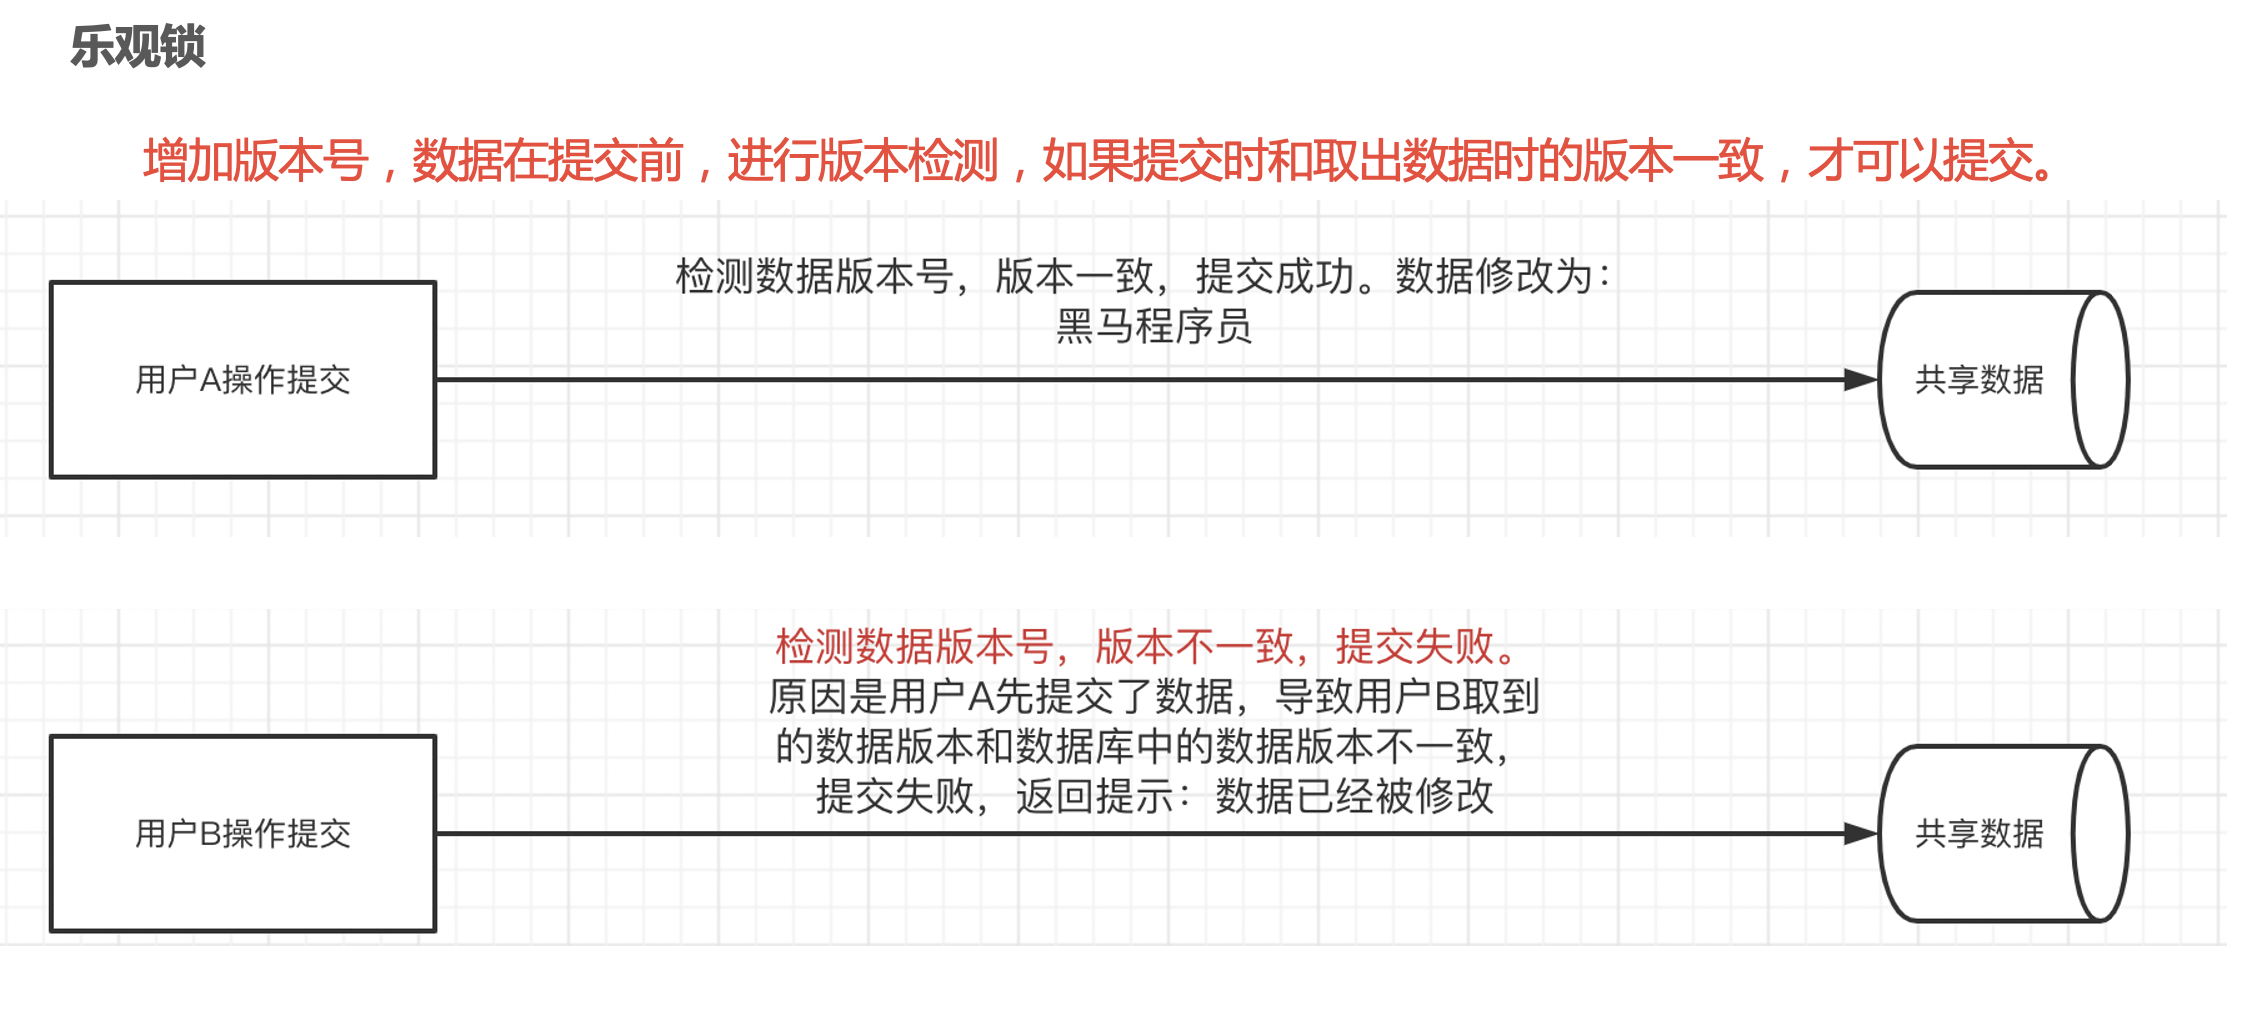 乐观锁
增加版本号，数据在提交前，进行版本检测，如果提交时和取出数据时的版本一致，才可以提交。
检测数据版本号，版本一致，提交成功。数据修改为：
黑马程序员
用户A操作提交
共享数据
检测数据版本号，版本不一致，提交失败。
原因是用户A先提交了数据，导致用户B取到
的数据版本和数据库中的数据版本不一致，
提交失败，返回提示：数据已经被修改
用户B操作提交
共享数据